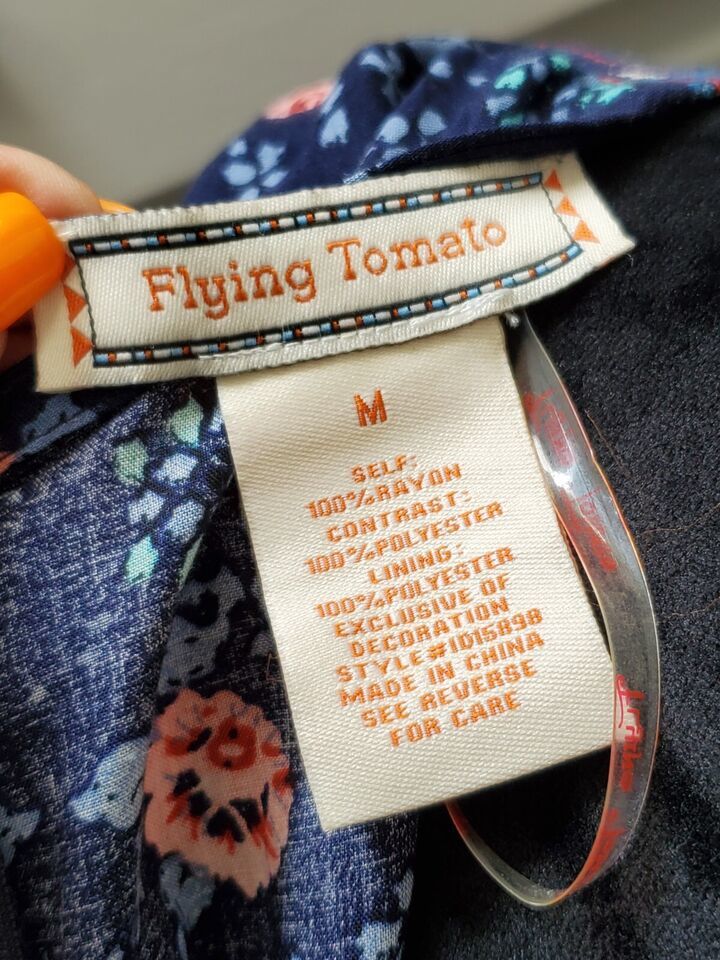 Flying Tomato
M
SELF:
100%RAYON
CONTRAST:
100%POLYESTER
LINING:
100%POLYESTER
EXCLUSIVE OF
DECORATION
STYLE#ID15898
MADE IN CHINA
SEE REVERSE
FOR CARE